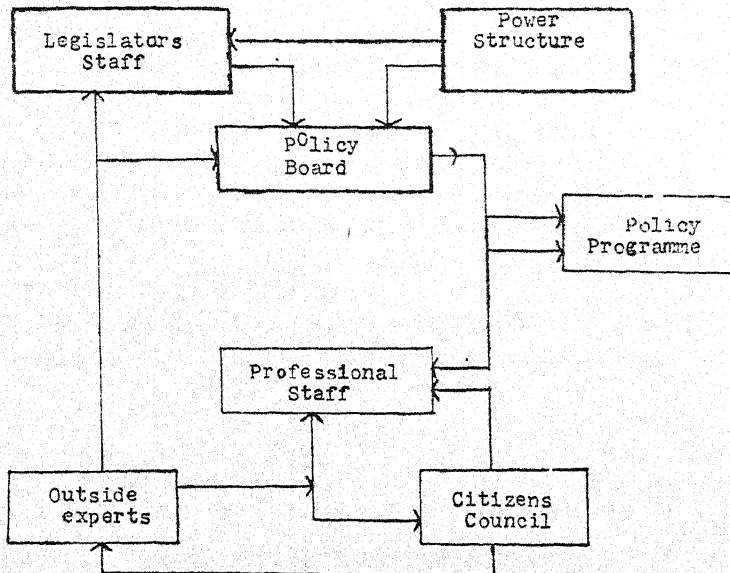 Legislators
Staff
Power
Structure
Policy
Board
Policy
Programme
Professional
Staff
Outside
experts
Citizens
Council